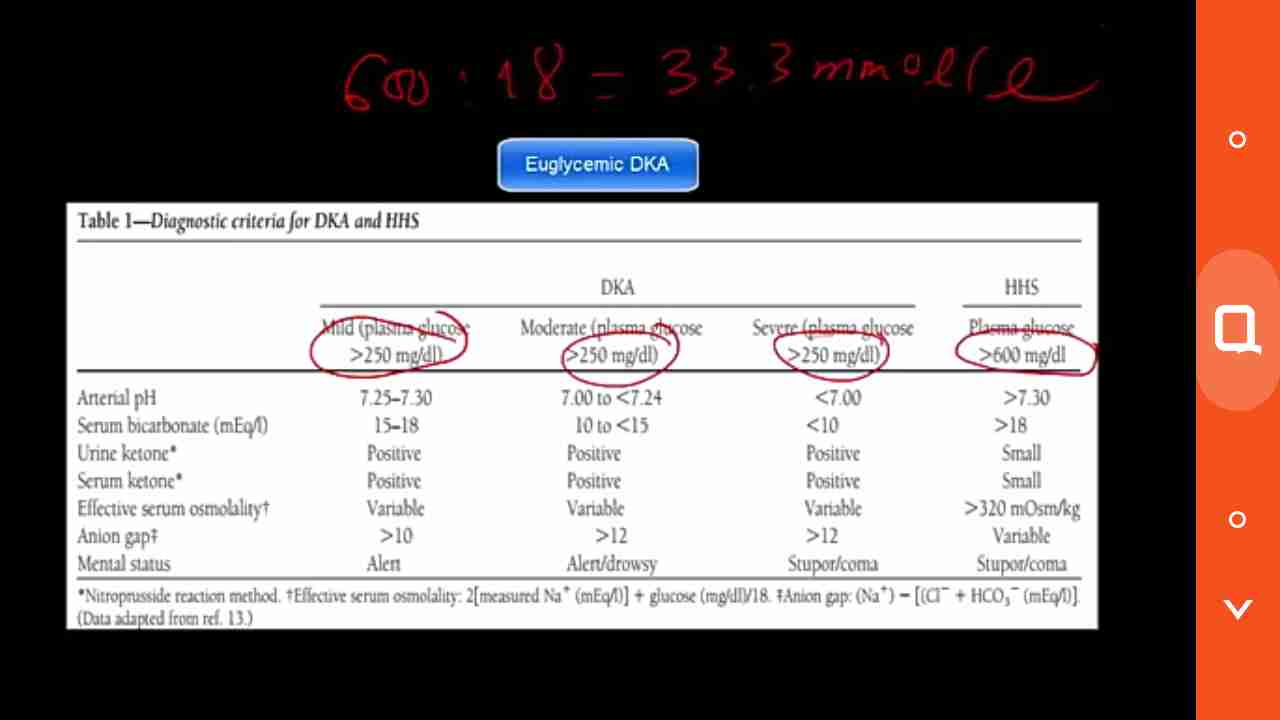 600 : 18 = 33.3 mmol/l
Euglycemic DKA
Table 1—Diagnostic criteria for DKA and HHS
DKA HHS
Mild (plasma glucose Moderate (plasma glucose Severe (plasma glucose Plasma glucose
>250 mg/dl) >250 mg/dl) >250 mg/dl) >600 mg/dl
Arterial pH 7.25–7.30 7.00 to <7.24 <7.00 >7.30
Serum bicarbonate (mEq/l) 15–18 10 to <15 <10 >18
Urine ketone* Positive Positive Positive Small
Serum ketone* Positive Positive Positive Small
Effective serum osmolality† Variable Variable Variable >320 mOsm/kg
Anion gap‡ >10 >12 >12 Variable
Mental status Alert Alert/drowsy Stupor/coma Stupor/coma
*Nitroprusside reaction method. †Effective serum osmolality: 2[measured Na⁺ (mEq/l)] + glucose (mg/dl)/18. ‡Anion gap: (Na⁺) − [(Cl⁻ + HCO₃⁻ (mEq/l)].
(Data adapted from ref. 13.)